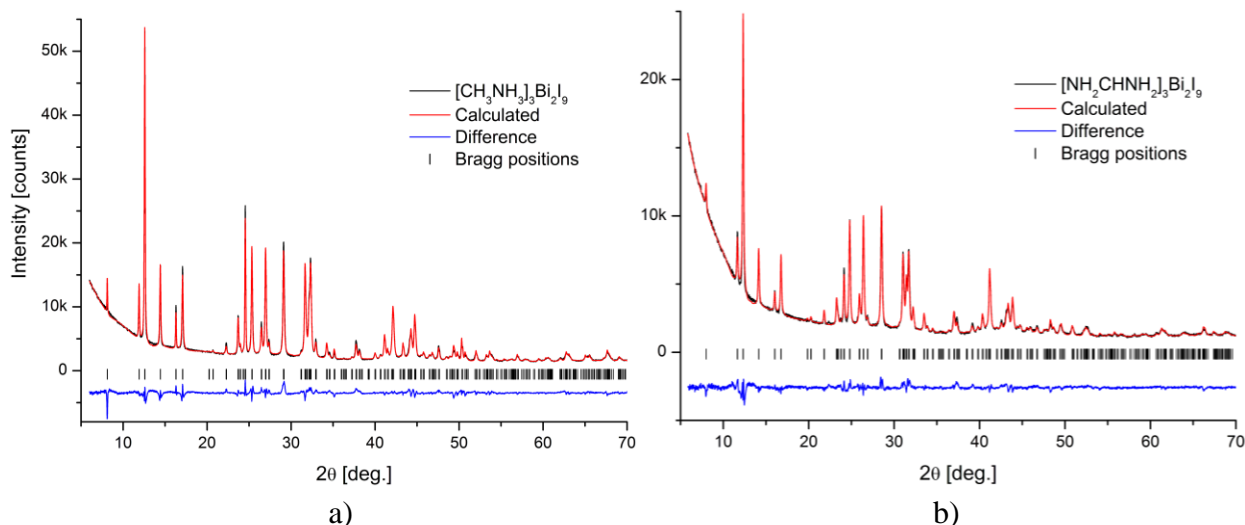 50k
40k
30k
20k
10k
0
Intensity [counts]
[CH₃NH₃]₃Bi₂I₉
Calculated
Difference
Bragg positions
10 20 30 40 50 60 70
2θ [deg.]
a)
20k
10k
0
[NH₂CHNH₂]₃Bi₂I₉
Calculated
Difference
Bragg positions
10 20 30 40 50 60 70
2θ [deg.]
b)